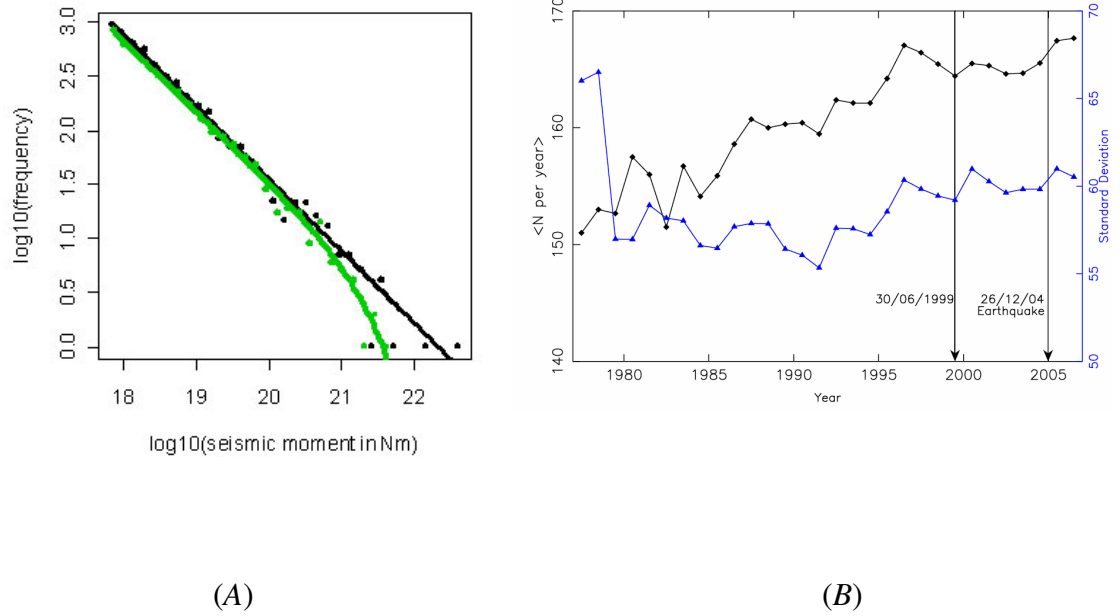 3.0
2.5
2.0
1.5
1.0
0.5
0.0
log10(frequency)
18 19 20 21 22
log10(seismic moment in Nm)
170
160
150
140
<N per year>
70
65
60
55
50
Standard Deviation
30/06/1999
26/12/04
Earthquake
1980 1985 1990 1995 2000 2005
Year
(A) (B)